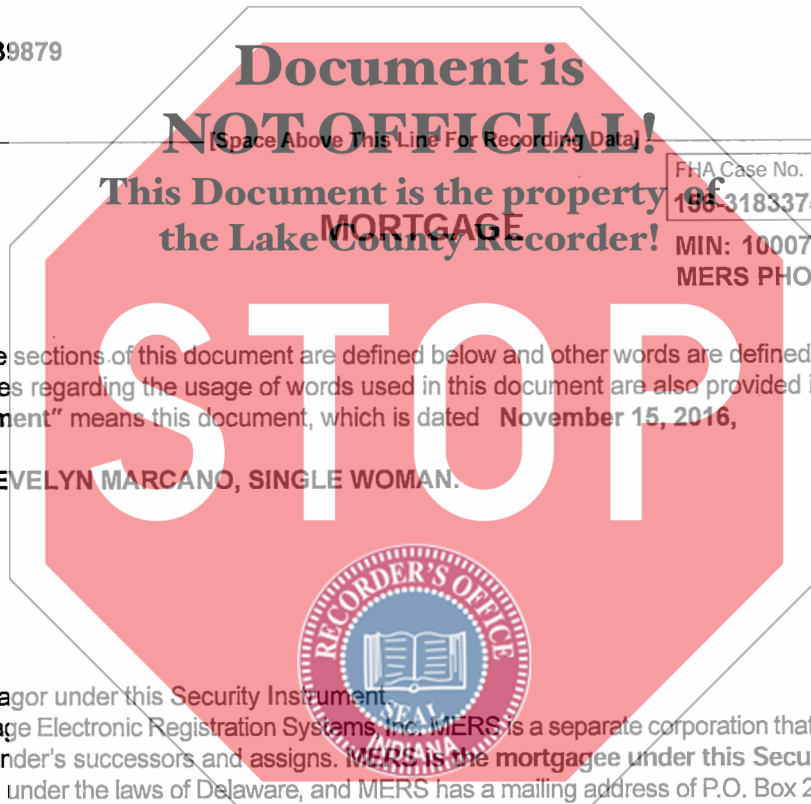 39879
Document is
NOT OFFICIAL!
[Space Above This Line For Recording Data]
This Document is the property of
the Lake County Recorder!
FHA Case No.
156-318337
MORTGAGE
MIN: 10007
MERS PHO
STOP
e sections of this document are defined below and other words are defined
es regarding the usage of words used in this document are also provided i
ment” means this document, which is dated November 15, 2016,
EVELYN MARCANO, SINGLE WOMAN.
RECORDER'S OFFICE
SEAL
INDIANA
agor under this Security Instrument
ge Electronic Registration Systems, Inc. MERS is a separate corporation that
nder's successors and assigns. MERS is the mortgagee under this Secu
under the laws of Delaware, and MERS has a mailing address of P.O. Box 2